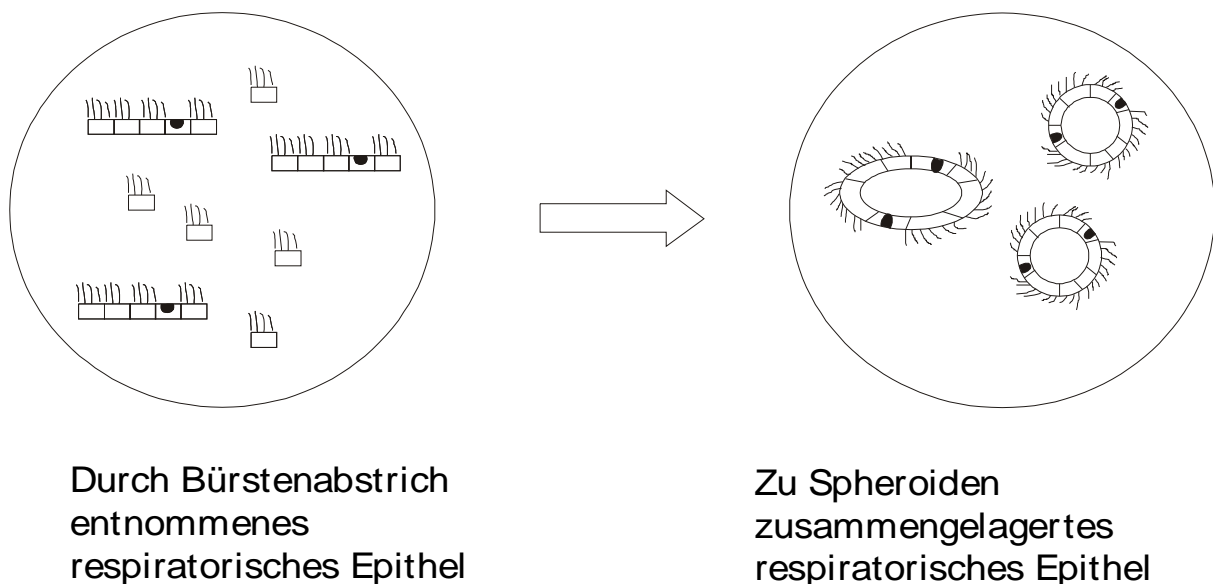 Durch Bürstenabstrich
entnommenes
respiratorisches Epithel
Zu Spheroiden
zusammengelagertes
respiratorisches Epithel